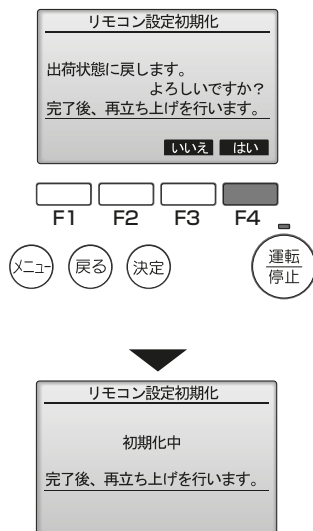 リモコン設定初期化
出荷状態に戻します。
よろしいですか?
完了後、再立ち上げを行います。
いいえ はい
F1 F2 F3 F4
メニュー 戻る 決定 運転
停止
リモコン設定初期化
初期化中
完了後、再立ち上げを行います。